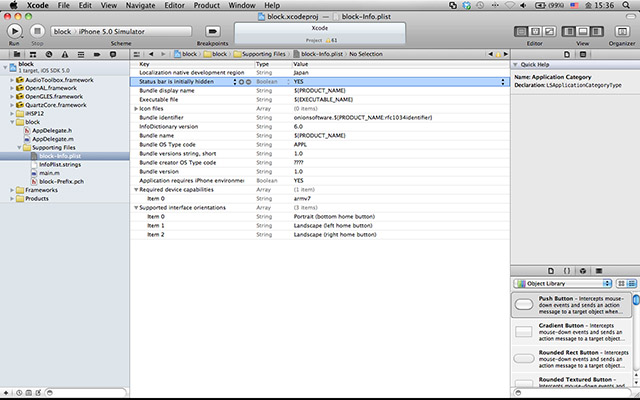 Xcode File Edit View Navigate Editor Product Window Help (99%) 금 15:36
block.xcodeproj — block-Info.plist
Run Stop block iPhone 5.0 Simulator Scheme Breakpoints Xcode Project 61 Editor View Organizer
block block Supporting Files block-Info.plist No Selection
block
1 target, iOS SDK 5.0
AudioToolbox.framework
OpenAL.framework
OpenGLES.framework
QuartzCore.framework
iHSP12
block
AppDelegate.h
AppDelegate.m
Supporting Files
block-Info.plist
InfoPlist.strings
main.m
block-Prefix.pch
Frameworks
Products
Key Type Value
Localization native development region String Japan
Status bar is initially hidden Boolean YES
Bundle display name String ${PRODUCT_NAME}
Executable file String ${EXECUTABLE_NAME}
Icon files Array (0 items)
Bundle identifier String onionsoftware.${PRODUCT_NAME:rfc1034identifier}
InfoDictionary version String 6.0
Bundle name String ${PRODUCT_NAME}
Bundle OS Type code String APPL
Bundle versions string, short String 1.0
Bundle creator OS Type code String ????
Bundle version String 1.0
Application requires iPhone environmen Boolean YES
Required device capabilities Array (1 item)
Item 0 String armv7
Supported interface orientations Array (3 items)
Item 0 String Portrait (bottom home button)
Item 1 String Landscape (left home button)
Item 2 String Landscape (right home button)
Quick Help
Name: Application Category
Declaration: LSApplicationCategoryType
Object Library
Push Button – Intercepts mouse-
down events and sends an action
message to a target object when...
Gradient Button – Intercepts
mouse-down events and sends an
action message to a target object...
Rounded Rect Button – Intercepts
mouse-down events and sends an
action message to a target object...
Rounded Textured Button –
Intercepts mouse-down events and